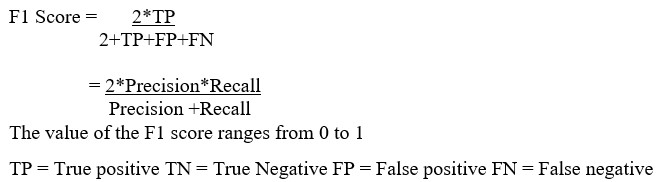 F1 Score = 2*TP
2+TP+FP+FN
= 2*Precision*Recall
Precision +Recall
The value of the F1 score ranges from 0 to 1
TP = True positive TN = True Negative FP = False positive FN = False negative